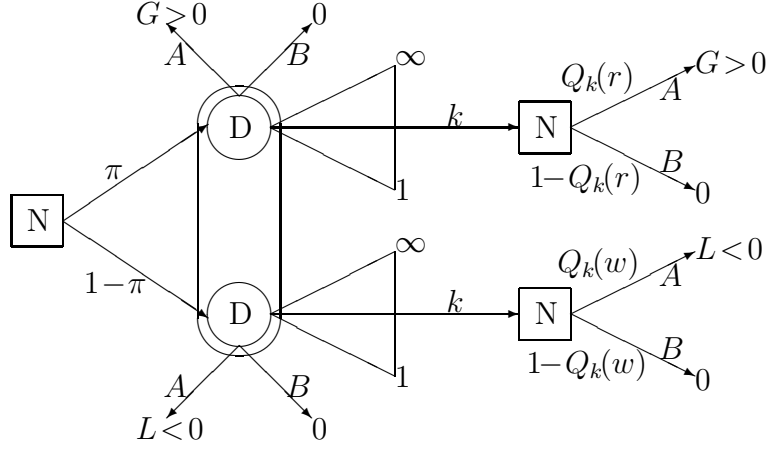 G>0
0
A
B
∞
D
k
1
Q_k(r)
G>0
A
N
B
1−Q_k(r)
0
π
N
1−π
∞
D
k
1
Q_k(w)
L<0
A
N
B
1−Q_k(w)
0
A
B
L<0
0